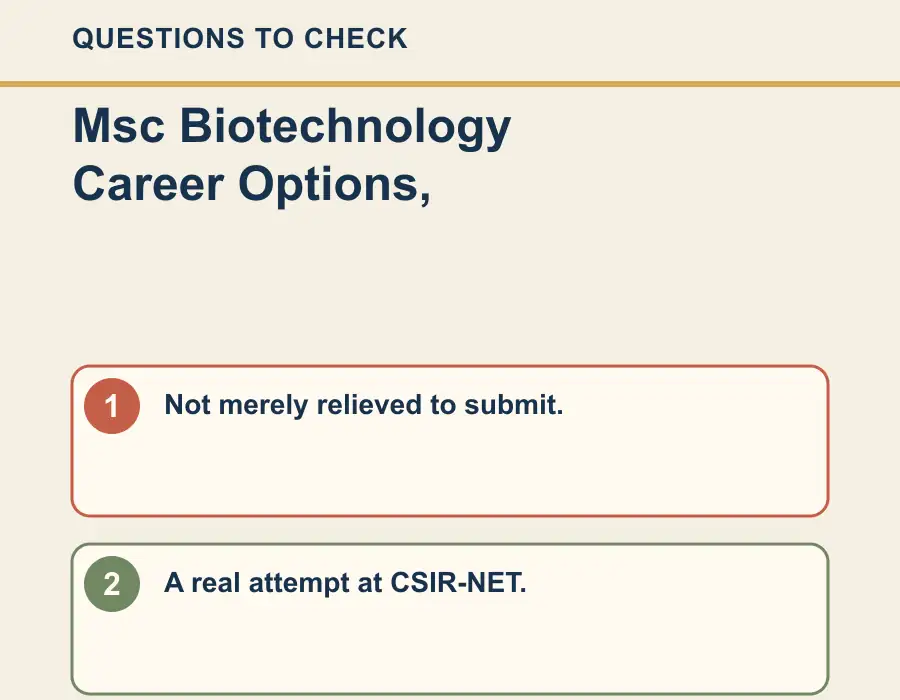 QUESTIONS TO CHECK
Msc Biotechnology
Career Options,
1
Not merely relieved to submit.
2
A real attempt at CSIR-NET.